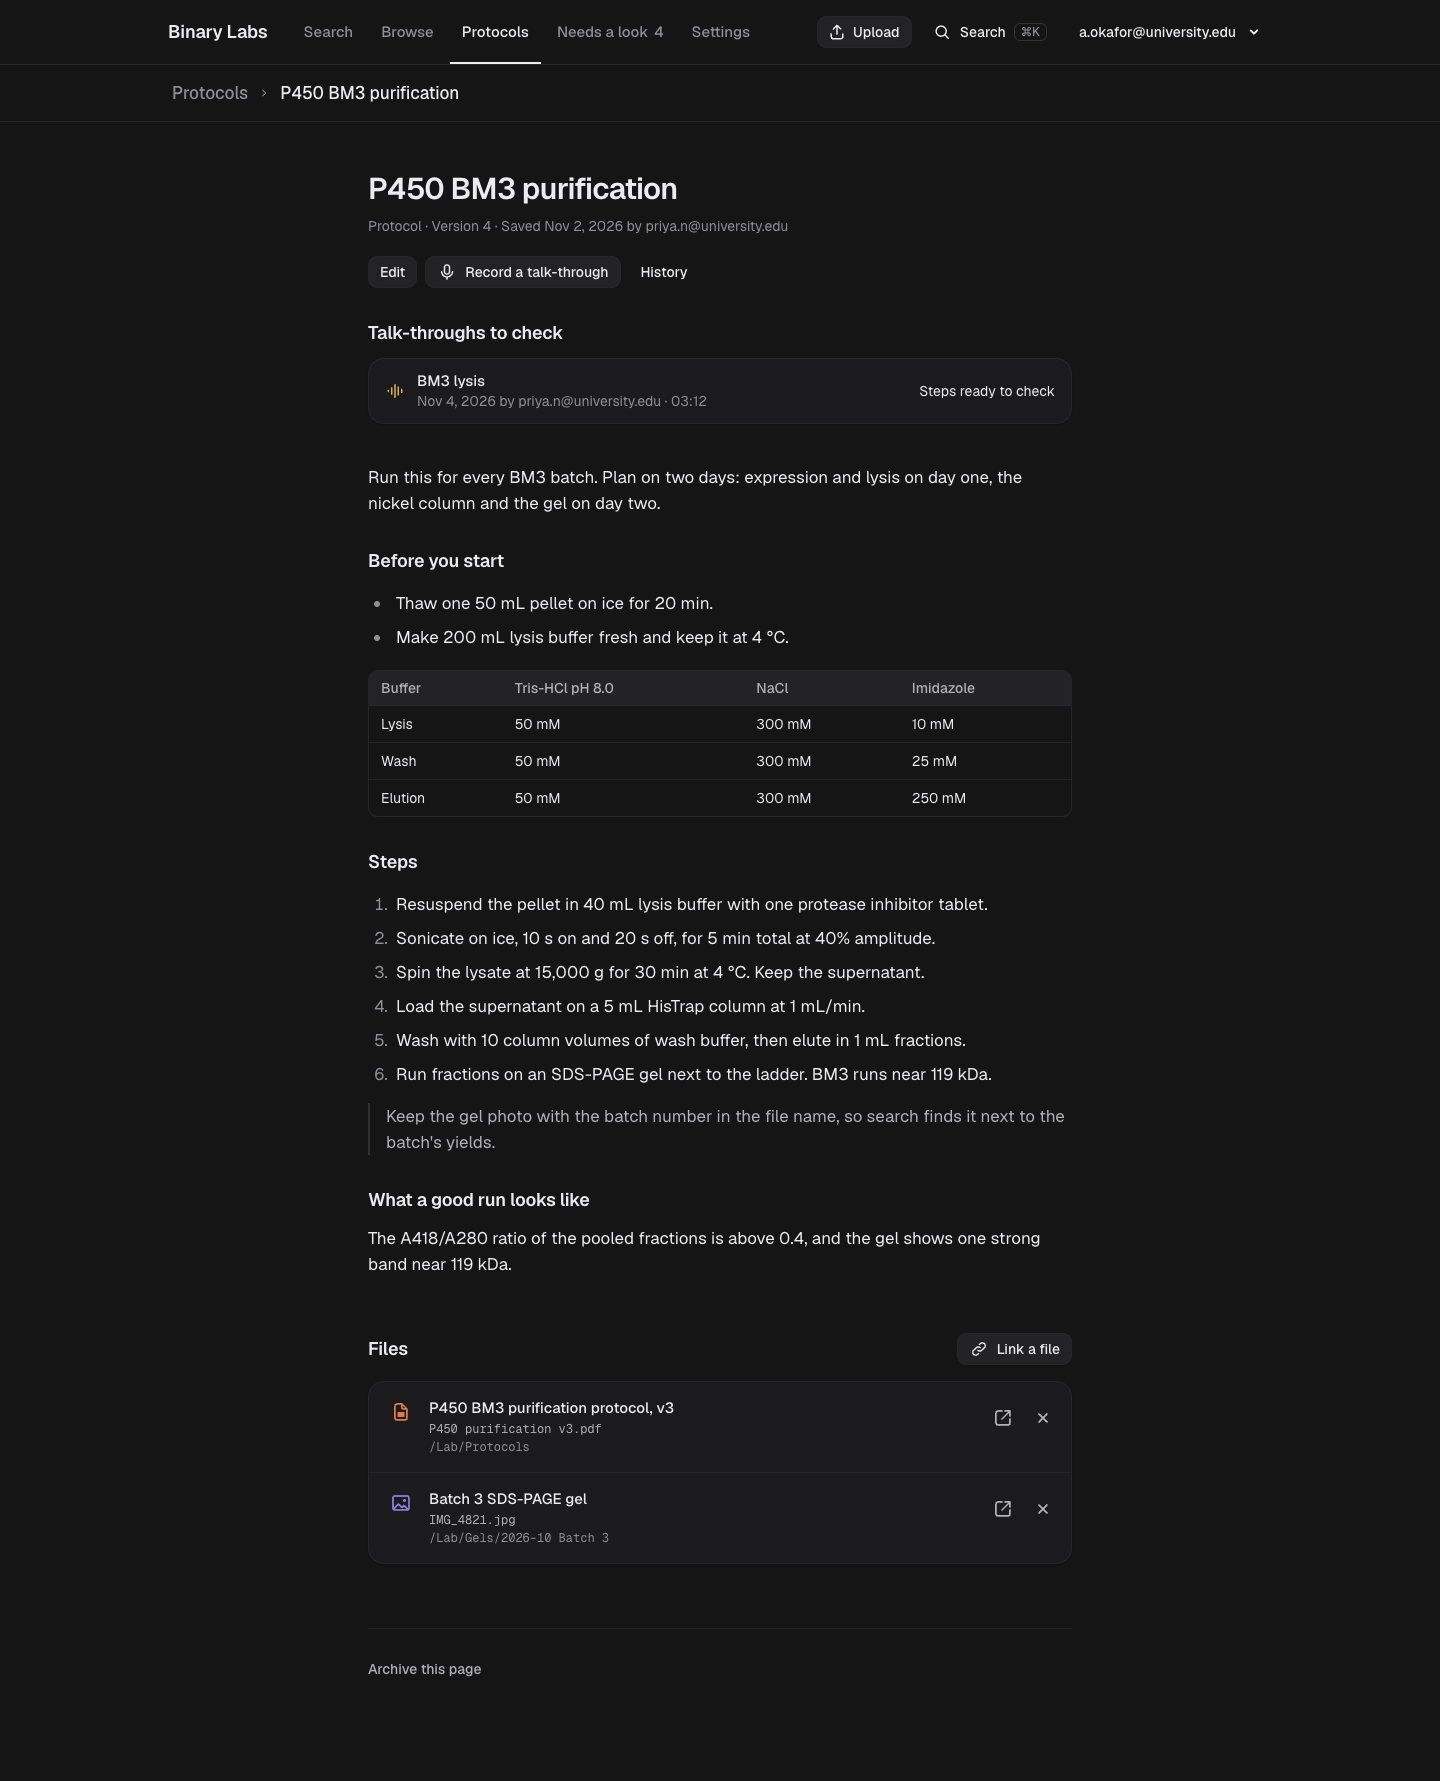 Binary Labs
Search
Browse
Protocols
Needs a look 4
Settings
Upload
Search ⌘K
a.okafor@university.edu
Protocols › P450 BM3 purification
P450 BM3 purification
Protocol · Version 4 · Saved Nov 2, 2026 by priya.n@university.edu
Edit
Record a talk-through
History
Talk-throughs to check
BM3 lysis
Nov 4, 2026 by priya.n@university.edu · 03:12
Steps ready to check
Run this for every BM3 batch. Plan on two days: expression and lysis on day one, the
nickel column and the gel on day two.
Before you start
• Thaw one 50 mL pellet on ice for 20 min.
• Make 200 mL lysis buffer fresh and keep it at 4 °C.
Buffer Tris-HCl pH 8.0 NaCl Imidazole
Lysis 50 mM 300 mM 10 mM
Wash 50 mM 300 mM 25 mM
Elution 50 mM 300 mM 250 mM
Steps
1. Resuspend the pellet in 40 mL lysis buffer with one protease inhibitor tablet.
2. Sonicate on ice, 10 s on and 20 s off, for 5 min total at 40% amplitude.
3. Spin the lysate at 15,000 g for 30 min at 4 °C. Keep the supernatant.
4. Load the supernatant on a 5 mL HisTrap column at 1 mL/min.
5. Wash with 10 column volumes of wash buffer, then elute in 1 mL fractions.
6. Run fractions on an SDS-PAGE gel next to the ladder. BM3 runs near 119 kDa.
Keep the gel photo with the batch number in the file name, so search finds it next to the
batch's yields.
What a good run looks like
The A418/A280 ratio of the pooled fractions is above 0.4, and the gel shows one strong
band near 119 kDa.
Files
Link a file
P450 BM3 purification protocol, v3
P450 purification v3.pdf
/Lab/Protocols
Batch 3 SDS-PAGE gel
IMG_4821.jpg
/Lab/Gels/2026-10 Batch 3
Archive this page